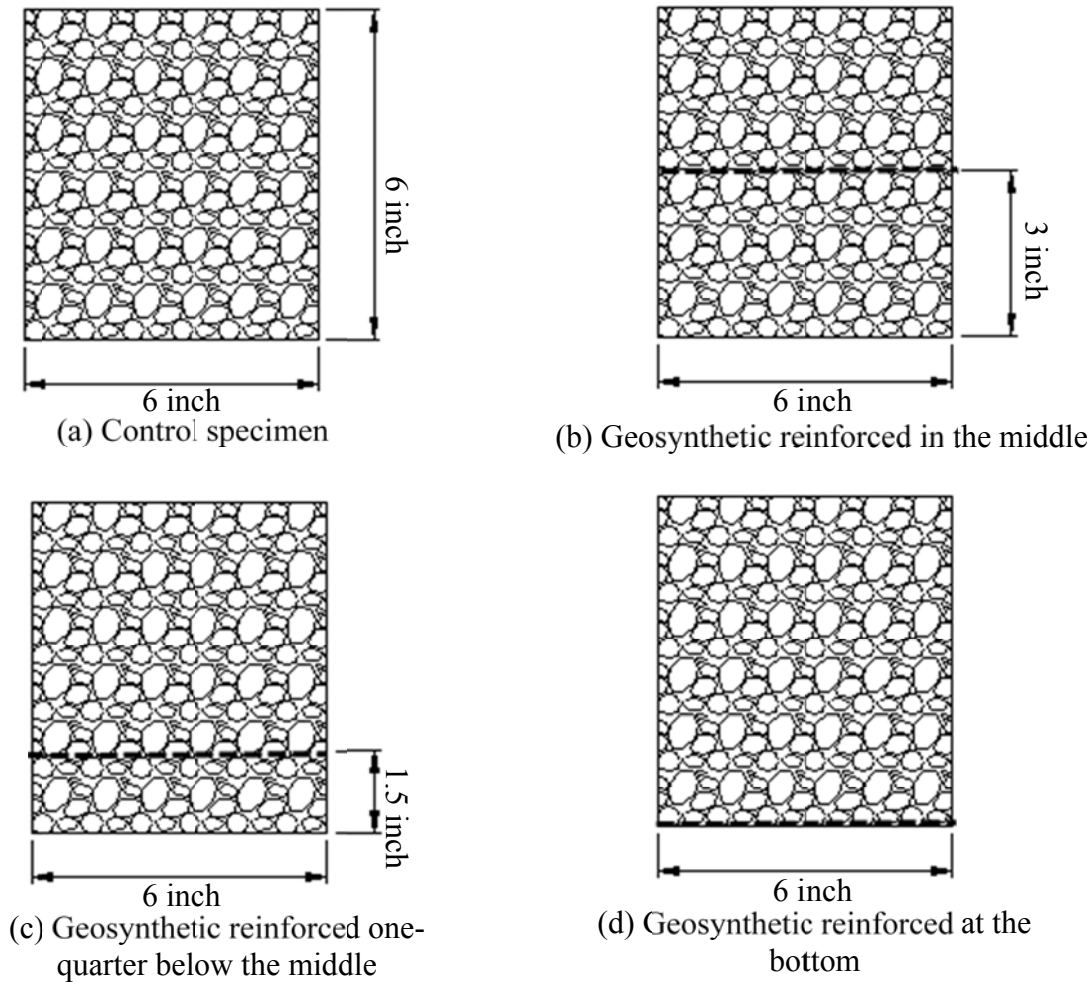 6 inch
6 inch
(a) Control specimen
3 inch
6 inch
(b) Geosynthetic reinforced in the middle
1.5 inch
6 inch
(c) Geosynthetic reinforced one-
quarter below the middle
6 inch
(d) Geosynthetic reinforced at the
bottom